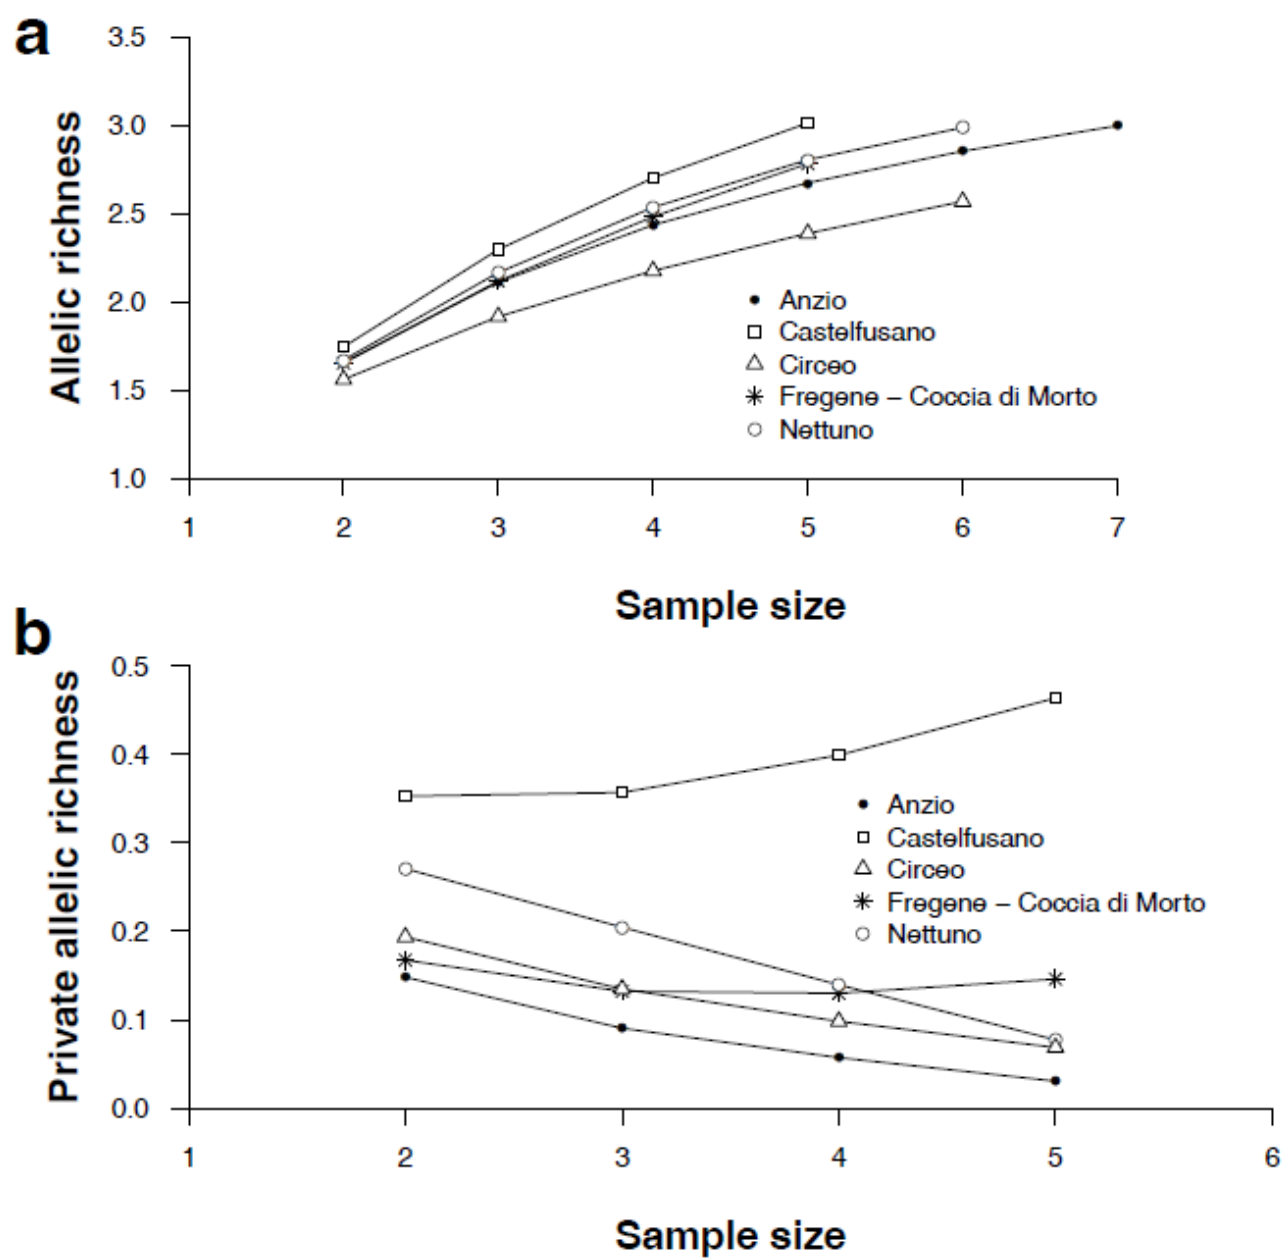 a
Allelic richness
3.5
3.0
2.5
2.0
1.5
1.0
Anzio
Castelfusano
Circeo
Fregene – Coccia di Morto
Nettuno
1 2 3 4 5 6 7
Sample size
b
Private allelic richness
0.5
0.4
0.3
0.2
0.1
0.0
Anzio
Castelfusano
Circeo
Fregene – Coccia di Morto
Nettuno
1 2 3 4 5 6
Sample size